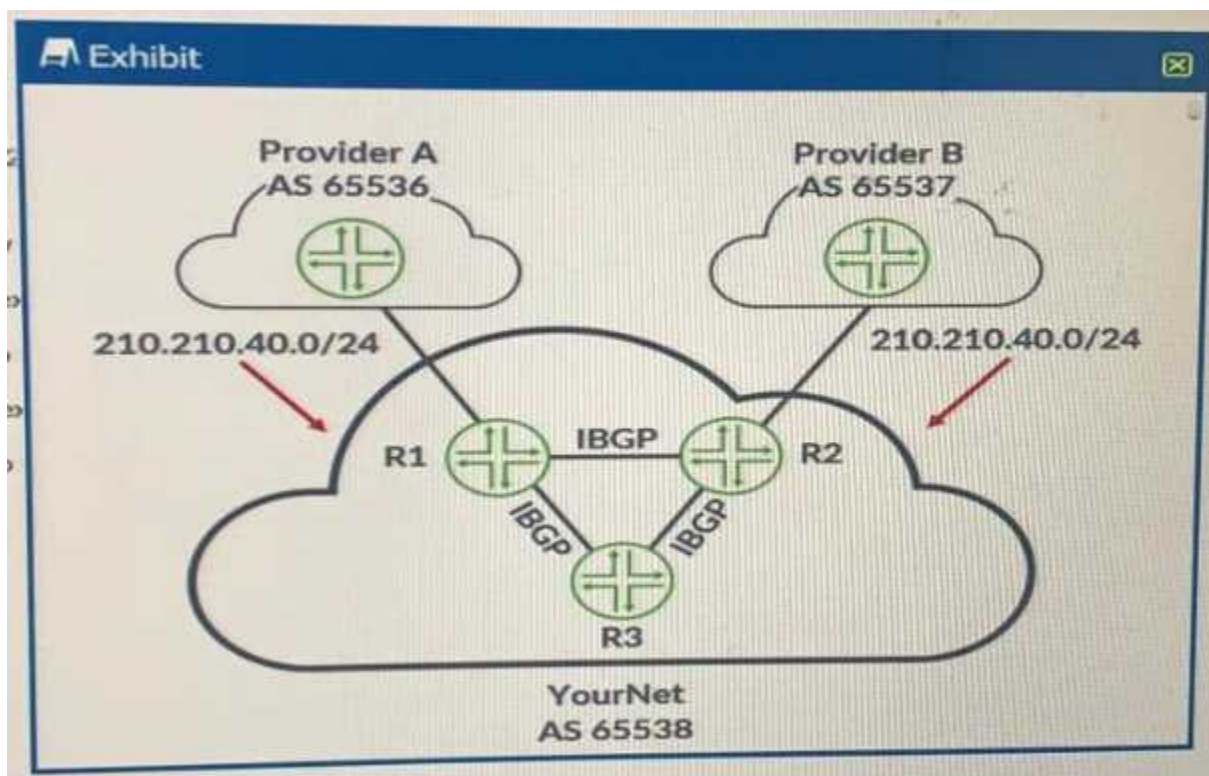 Exhibit
Provider A
AS 65536
Provider B
AS 65537
210.210.40.0/24
210.210.40.0/24
R1
IBGP
R2
IBGP
IBGP
R3
YourNet
AS 65538